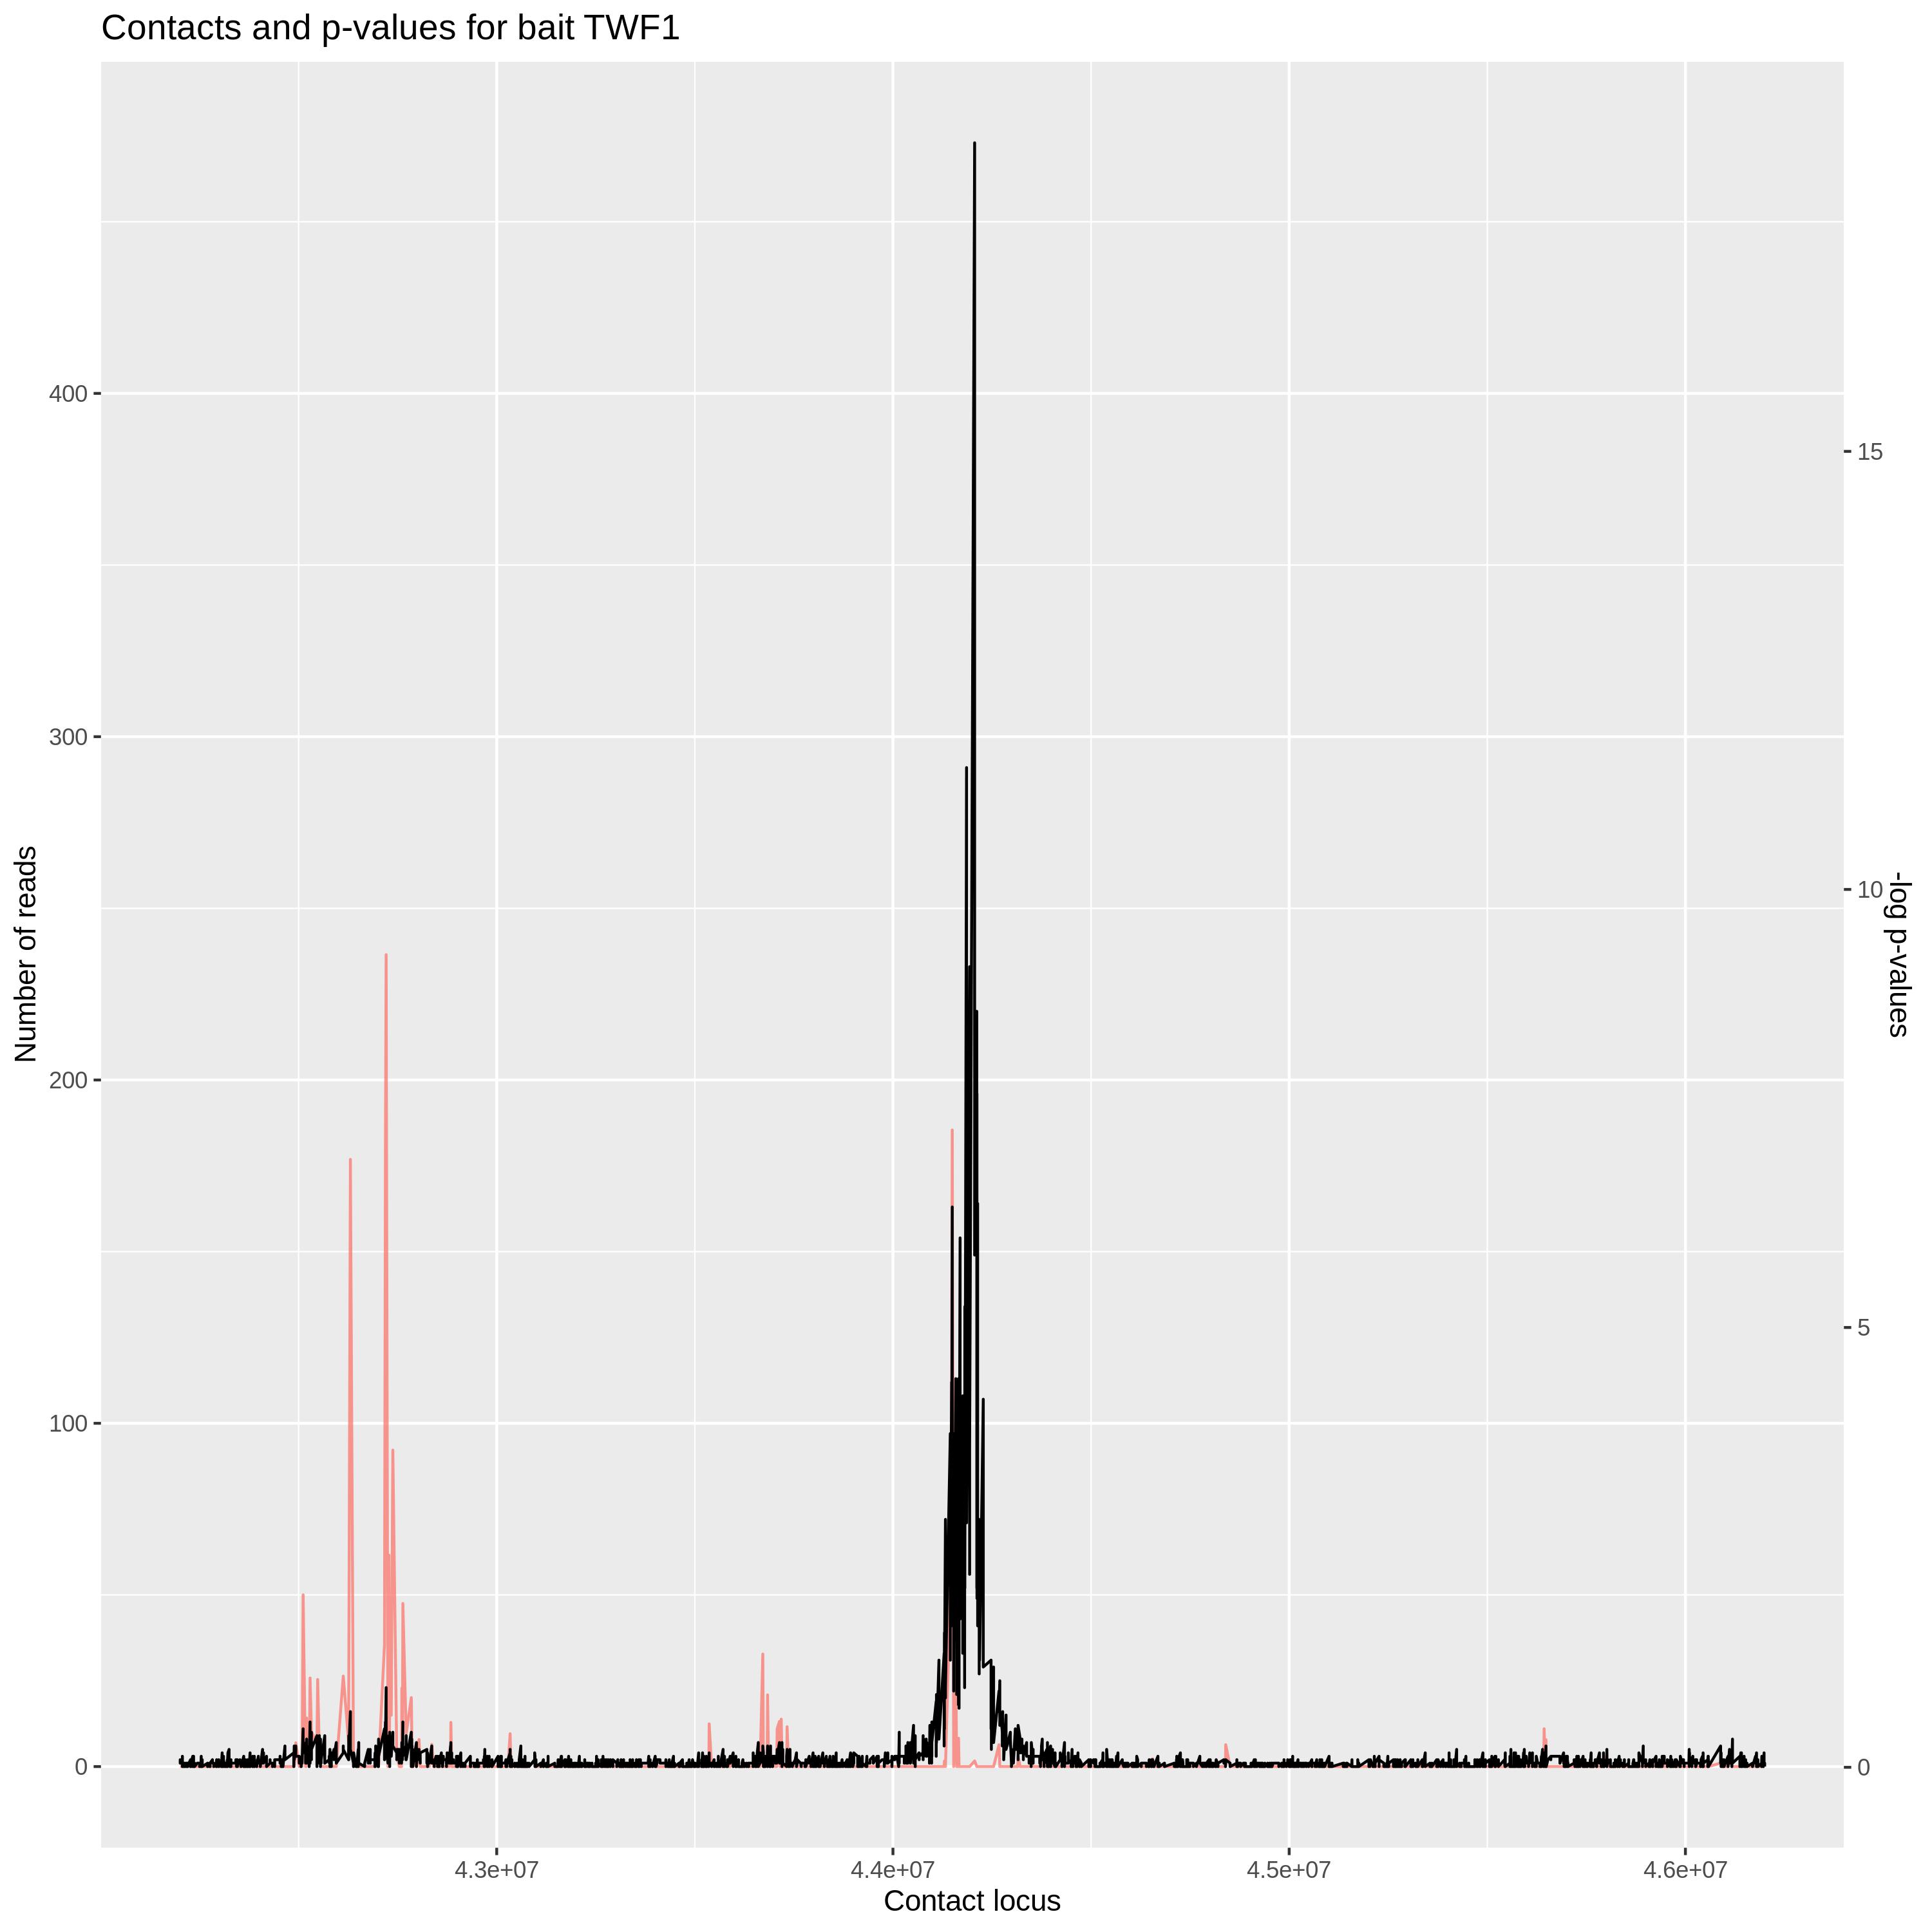 Contacts and p-values for bait TWF1
400
300
200
100
0
Number of reads
15
10
5
0
-log p-values
4.3e+07
4.4e+07
4.5e+07
4.6e+07
Contact locus